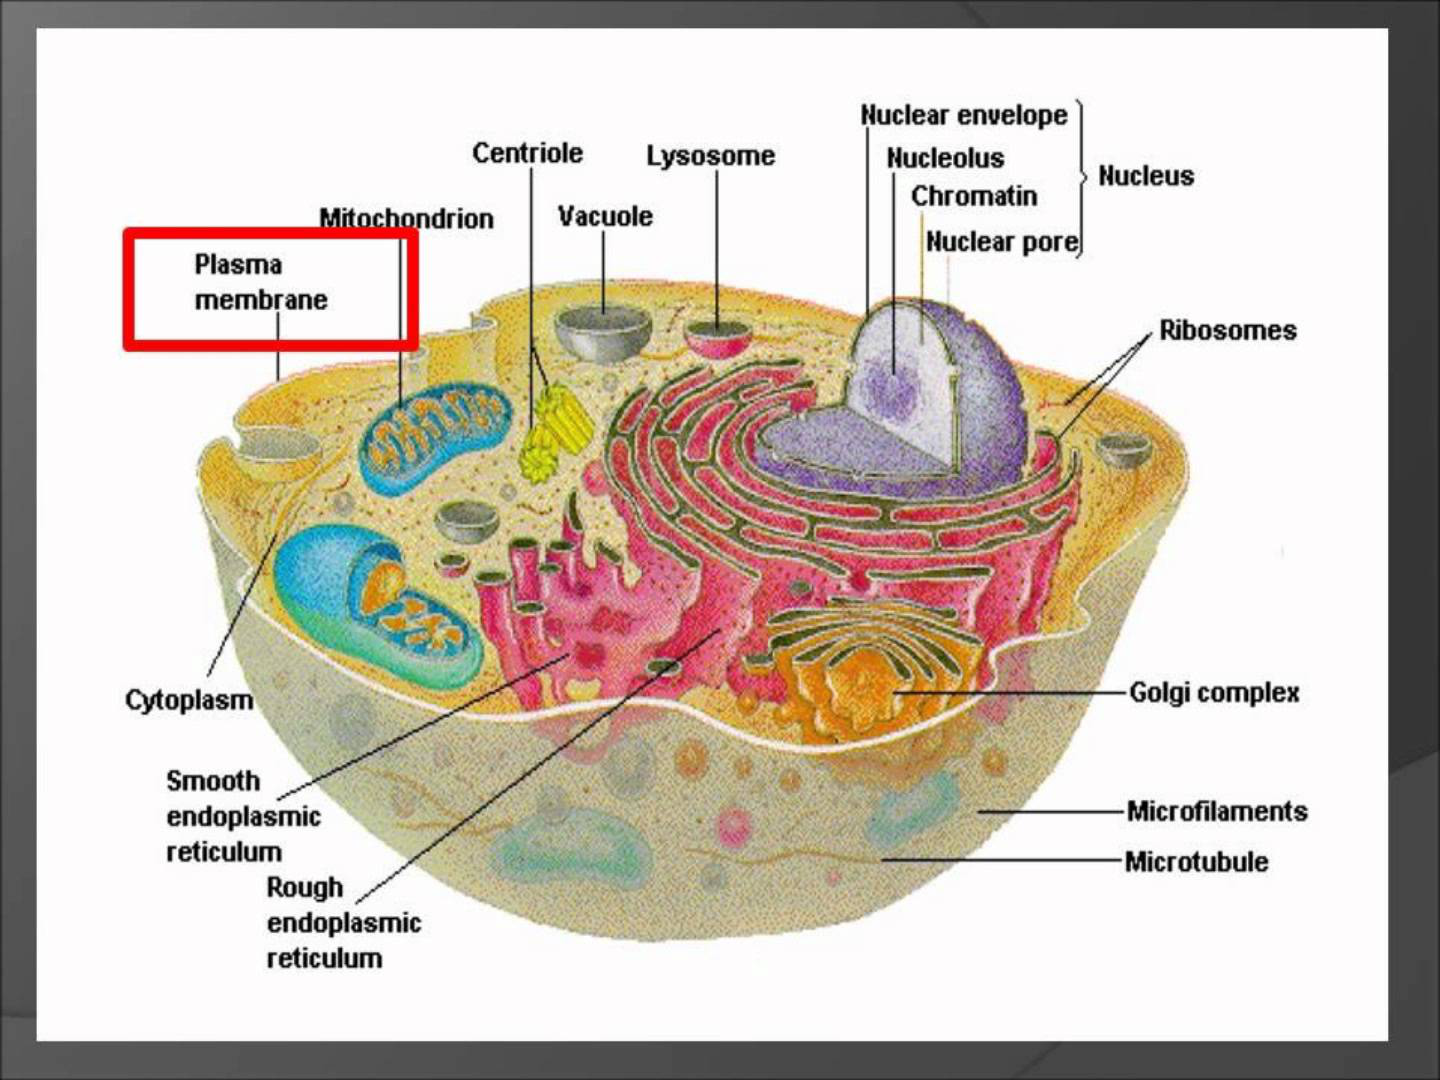 Nuclear envelope
Centriole
Lysosome
Nucleolus
Nucleus
Chromatin
Mitochondrion
Vacuole
Nuclear pore
Plasma
membrane
Ribosomes
Cytoplasm
Golgi complex
Smooth
endoplasmic
reticulum
Microfilaments
Microtubule
Rough
endoplasmic
reticulum